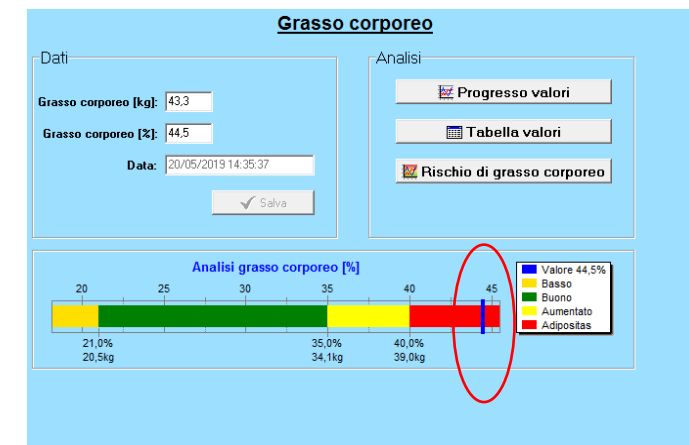 Grasso corporeo
Dati
Grasso corporeo [kg]: 43,3
Grasso corporeo [%]: 44,5
Data: 20/05/2019 14:35:37
Salva
Analisi
Progresso valori
Tabella valori
Rischio di grasso corporeo
Analisi grasso corporeo [%]
20 25 30 35 40 45
21,0% 35,0% 40,0%
20,5kg 34,1kg 39,0kg
Valore 44,5%
Basso
Buono
Aumentato
Adipositas